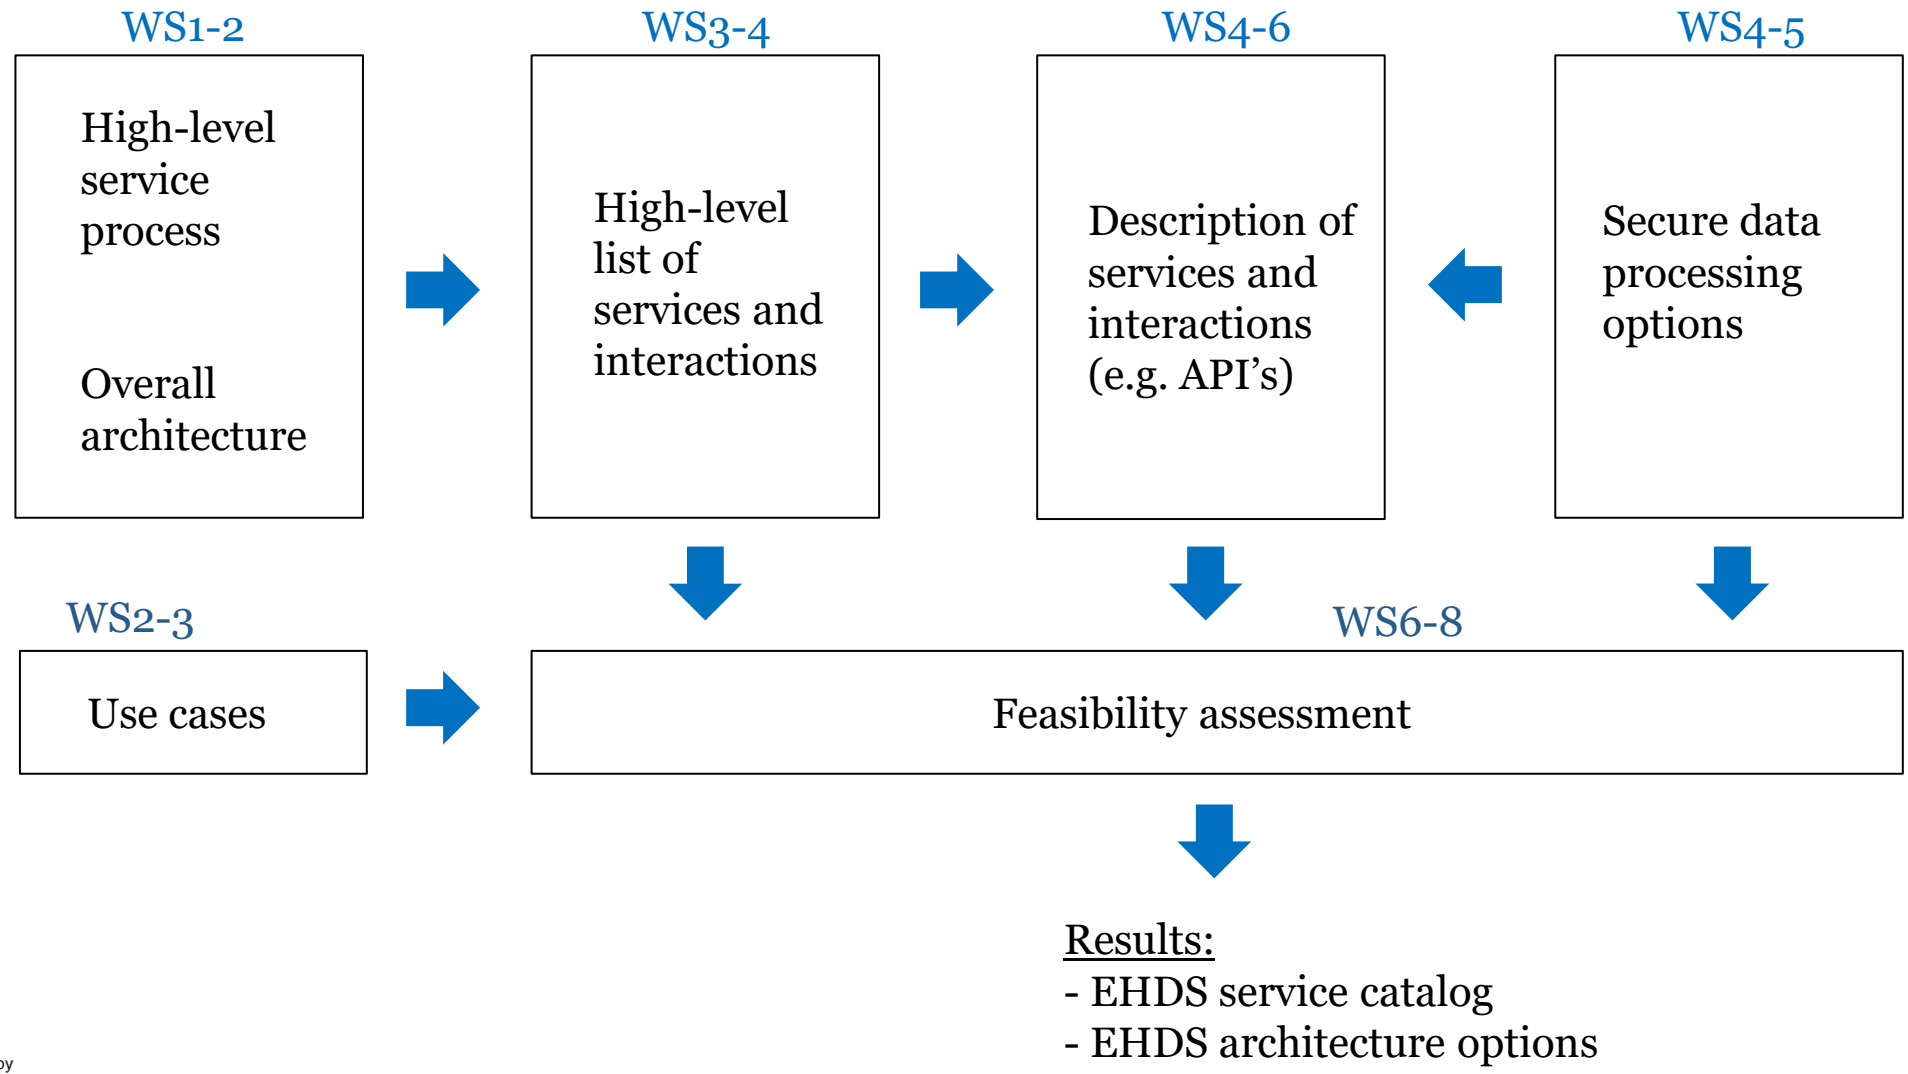 WS1-2
High-level
service
process
Overall
architecture
WS3-4
High-level
list of
services and
interactions
WS4-6
Description of
services and
interactions
(e.g. API’s)
WS4-5
Secure data
processing
options
WS2-3
Use cases
WS6-8
Feasibility assessment
Results:
- EHDS service catalog
- EHDS architecture options